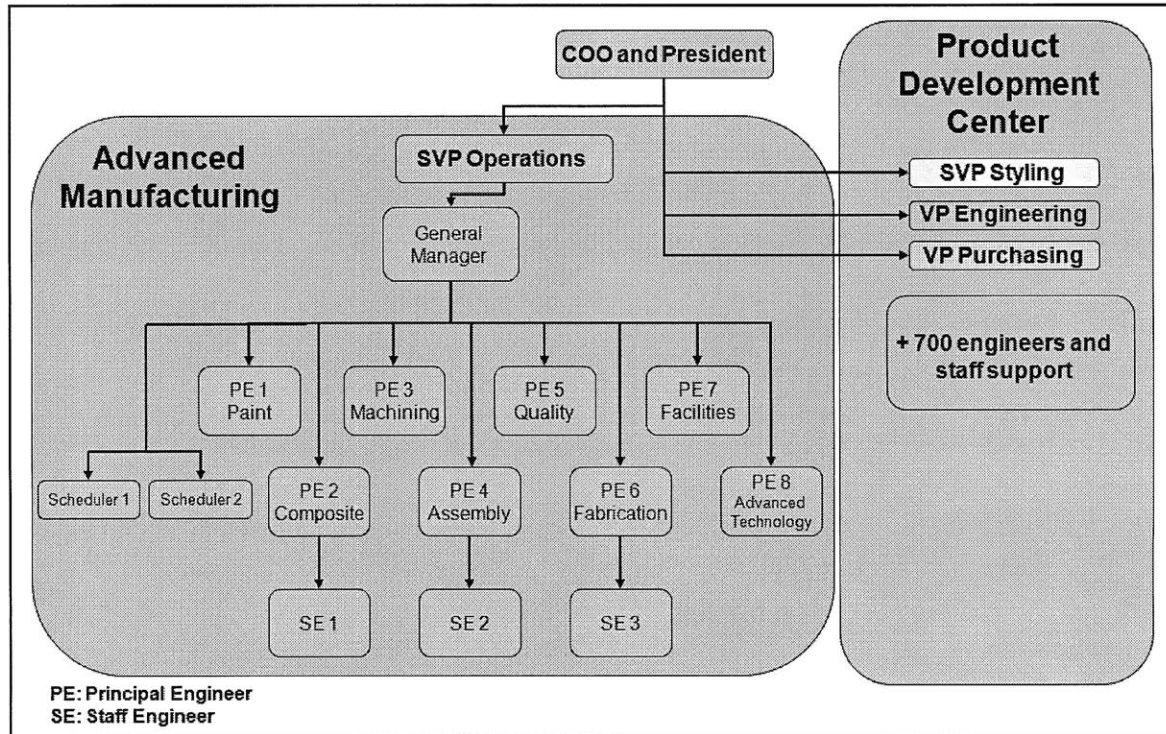 COO and President
Product
Development
Center
Advanced
Manufacturing
SVP Operations
SVP Styling
General
Manager
VP Engineering
VP Purchasing
+ 700 engineers and
staff support
PE 1
Paint
PE 3
Machining
PE 5
Quality
PE 7
Facilities
Scheduler 1
Scheduler 2
PE 2
Composite
PE 4
Assembly
PE 6
Fabrication
PE 8
Advanced
Technology
SE 1
SE 2
SE 3
PE: Principal Engineer
SE: Staff Engineer